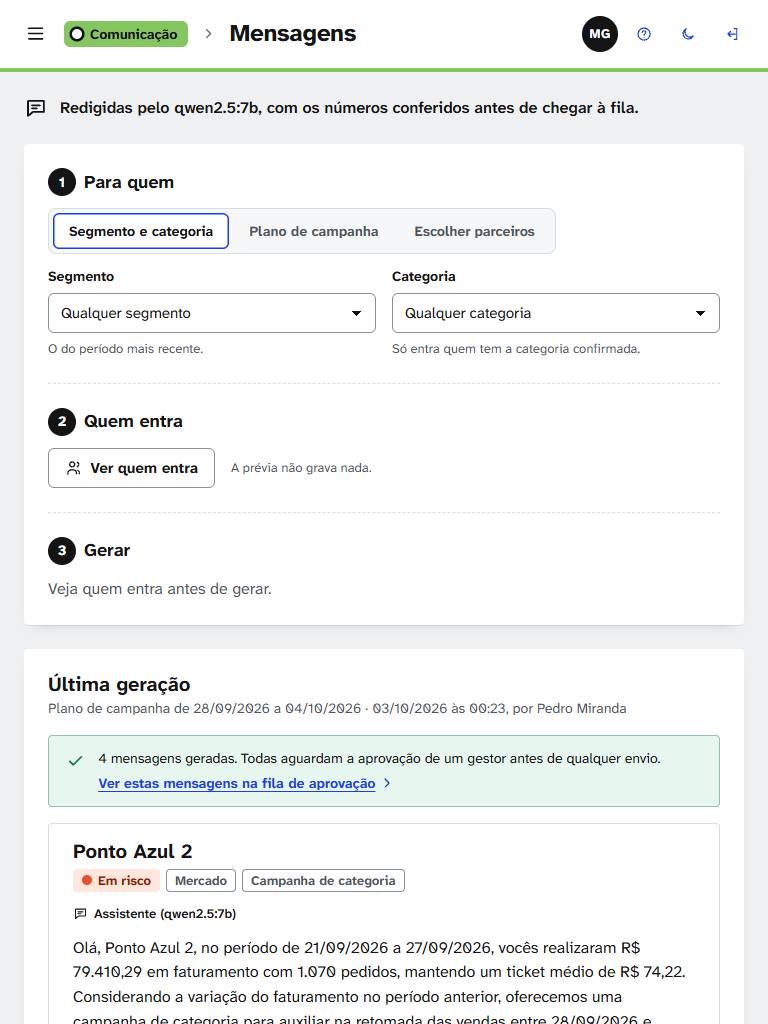 Comunicação
Mensagens
MG
Redigidas pelo qwen2.5:7b, com os números conferidos antes de chegar à fila.
1 Para quem
Segmento e categoria
Plano de campanha
Escolher parceiros
Segmento
Categoria
Qualquer segmento
Qualquer categoria
O do período mais recente.
Só entra quem tem a categoria confirmada.
2 Quem entra
Ver quem entra
A prévia não grava nada.
3 Gerar
Veja quem entra antes de gerar.
Última geração
Plano de campanha de 28/09/2026 a 04/10/2026 · 03/10/2026 às 00:23, por Pedro Miranda
4 mensagens geradas. Todas aguardam a aprovação de um gestor antes de qualquer envio.
Ver estas mensagens na fila de aprovação
Ponto Azul 2
Em risco
Mercado
Campanha de categoria
Assistente (qwen2.5:7b)
Olá, Ponto Azul 2, no período de 21/09/2026 a 27/09/2026, vocês realizaram R$
79.410,29 em faturamento com 1.070 pedidos, mantendo um ticket médio de R$ 74,22.
Considerando a variação do faturamento no período anterior, oferecemos uma
campanha de categoria para auxiliar na retomada das vendas entre 28/09/2026 e